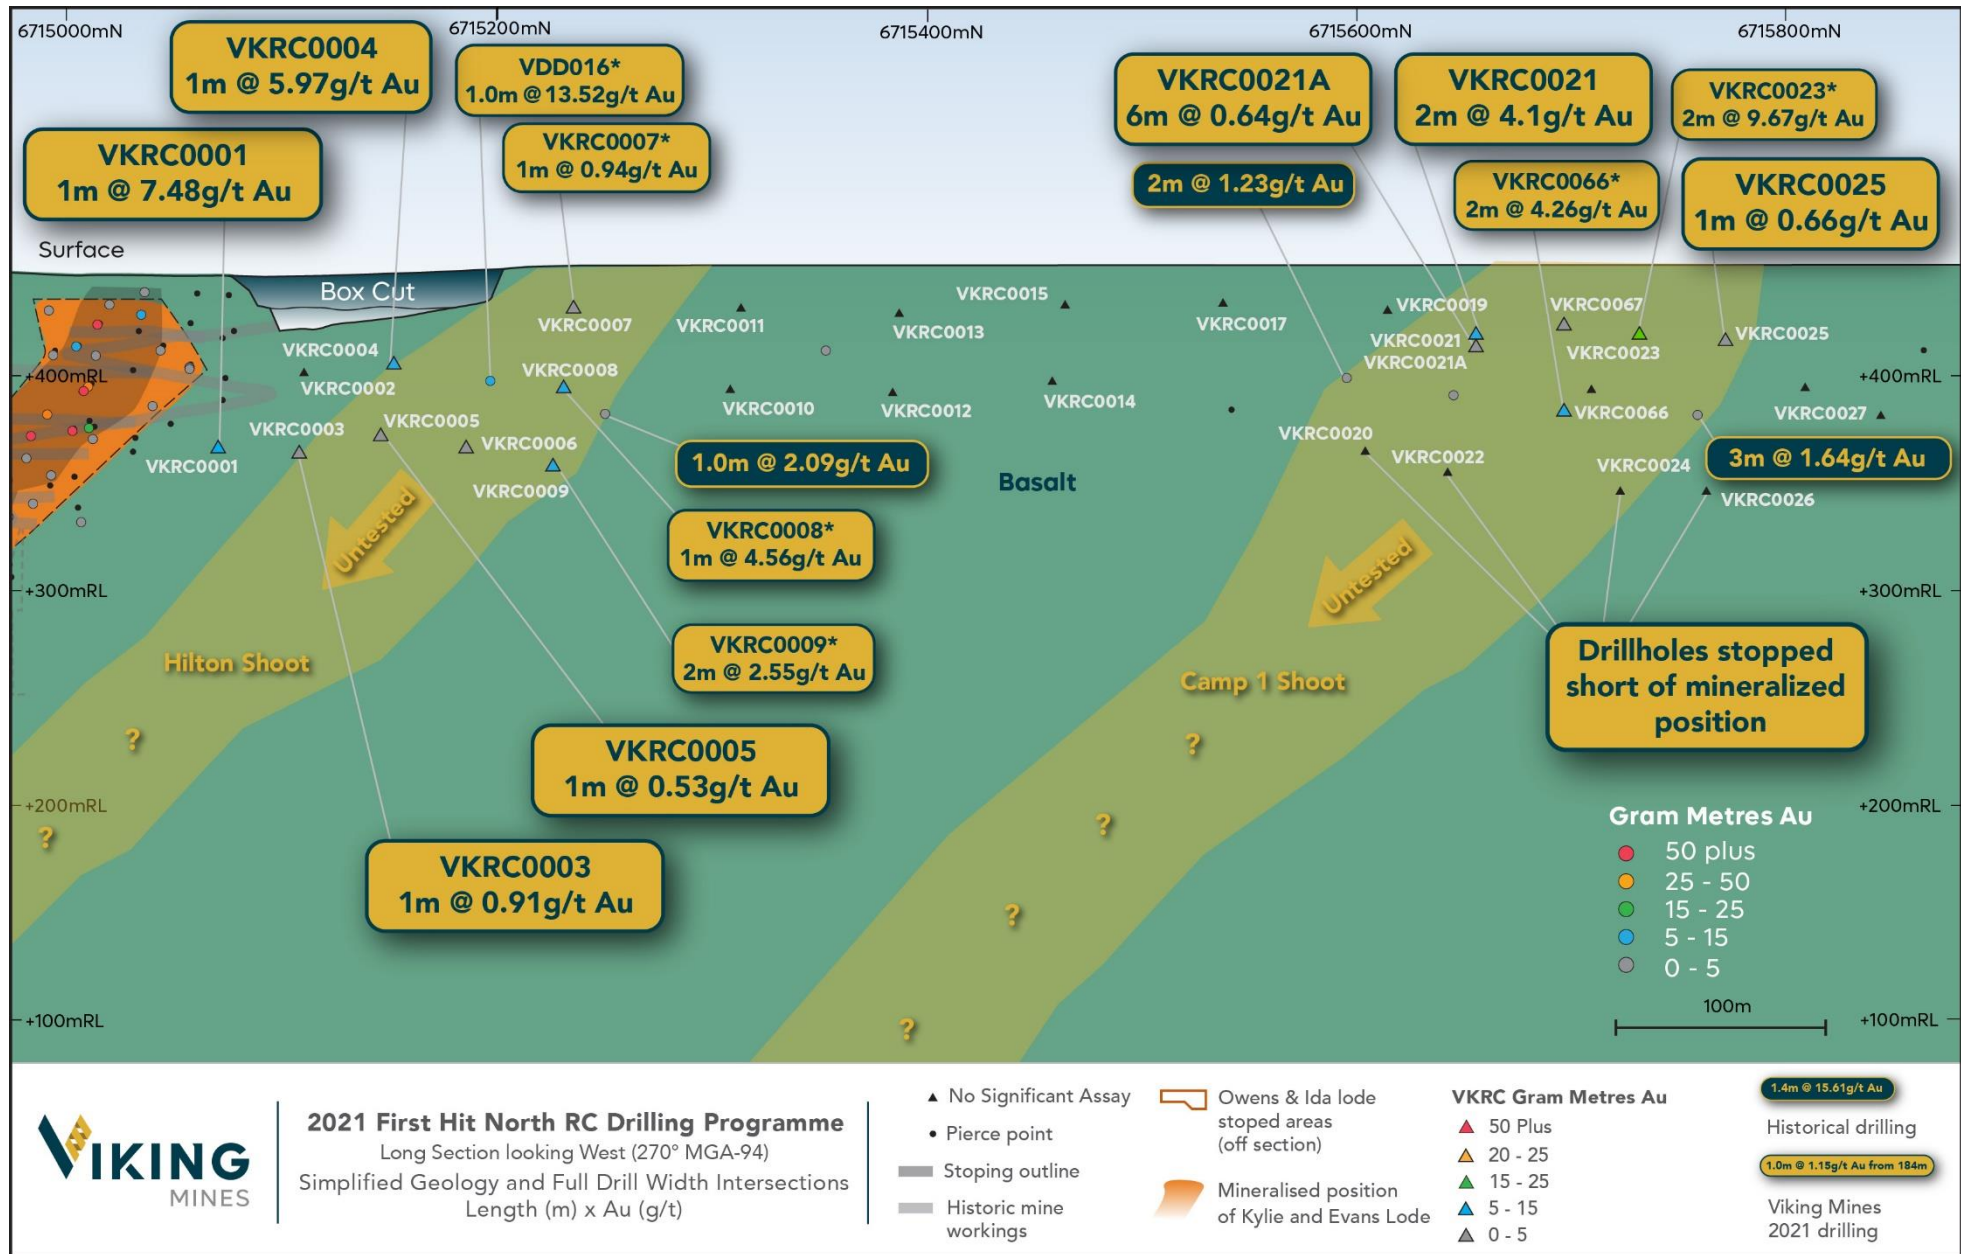 6715000mN
6715200mN
6715400mN
6715600mN
6715800mN
VKRC0004
1m @ 5.97g/t Au
VDD016*
1.0m @13.52g/t Au
VKRC0007*
1m @ 0.94g/t Au
VKRC0001
1m @ 7.48g/t Au
VKRC0021A
6m @ 0.64g/t Au
2m @ 1.23g/t Au
VKRC0021
2m @ 4.1g/t Au
VKRC0023*
2m @ 9.67g/t Au
VKRC0066*
2m @ 4.26g/t Au
VKRC0025
1m @ 0.66g/t Au
Surface
Box Cut
VKRC0007
VKRC0011
VKRC0013
VKRC0015
VKRC0017
VKRC0019
VKRC0067
VKRC0021
VKRC0021A
VKRC0023
VKRC0025
VKRC0004
VKRC0002
VKRC0008
+400mRL
+400mRL
VKRC0010
VKRC0012
VKRC0014
VKRC0066
VKRC0027
VKRC0003
VKRC0005
VKRC0006
VKRC0001
VKRC0009
VKRC0020
VKRC0022
VKRC0024
VKRC0026
1.0m @ 2.09g/t Au
Basalt
3m @ 1.64g/t Au
Untested
Untested
VKRC0008*
1m @ 4.56g/t Au
+300mRL
+300mRL
VKRC0009*
2m @ 2.55g/t Au
Hilton Shoot
Camp 1 Shoot
Drillholes stopped
short of mineralized
position
?
?
?
?
?
?
VKRC0005
1m @ 0.53g/t Au
+200mRL
+200mRL
VKRC0003
1m @ 0.91g/t Au
Gram Metres Au
50 plus
25 - 50
15 - 25
5 - 15
0 - 5
100m
+100mRL
+100mRL
VIKING
MINES
2021 First Hit North RC Drilling Programme
Long Section looking West (270° MGA-94)
Simplified Geology and Full Drill Width Intersections
Length (m) x Au (g/t)
No Significant Assay
Pierce point
Stoping outline
Historic mine
workings
Owens & Ida lode
stoped areas
(off section)
Mineralised position
of Kylie and Evans Lode
VKRC Gram Metres Au
50 Plus
20 - 25
15 - 25
5 - 15
0 - 5
1.4m @ 15.61g/t Au
Historical drilling
1.0m @ 1.15g/t Au from 184m
Viking Mines
2021 drilling